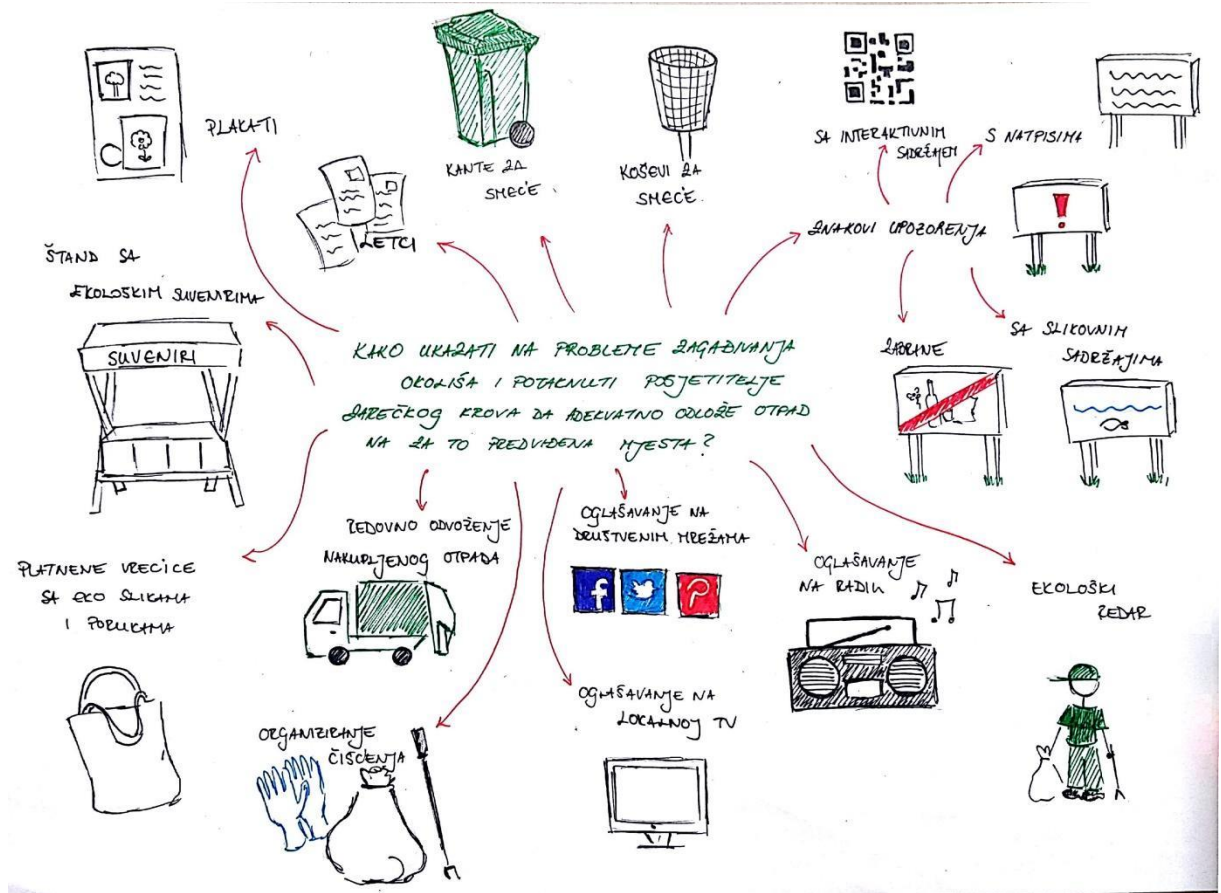 PLAKATI
LETCI
KANTE ZA
SMEĆE.
KOŠEVI ZA
SMEĆE.
SA INTERAKTIVNIM
SADRŽAJEM
S NATPISIMA
ZNAKOVI UPOZORENJA
!
ZABRANE
SA SLIKOVNIM
SADRŽAJIMA
ŠTAND SA
EKOLOŠKIM SUVENIRIMA
SUVENIRI
KAKO UKAZATI NA PROBLEME ZAGAĐIVANJA
OKOLIŠA I POTAKNUTI POSJETITELJE
ZAREČKOG KROVA DA ADEKVATNO ODLOŽE OTPAD
NA ZA TO PREDVIĐENA MJESTA?
PLATNENE VREĆICE
SA EKO SLIKAMA
I PORUKAMA
REDOVNO ODVOŽENJE
NAKUPLJENOG OTPADA
OGLAŠAVANJE NA
DRUŠTVENIM MREŽAMA
f
OGLAŠAVANJE
NA RADIU
EKOLOŠKI
REDAR
ORGANIZIRANJE
ČIŠĆENJA
OGLAŠAVANJE NA
LOKALNOJ TV